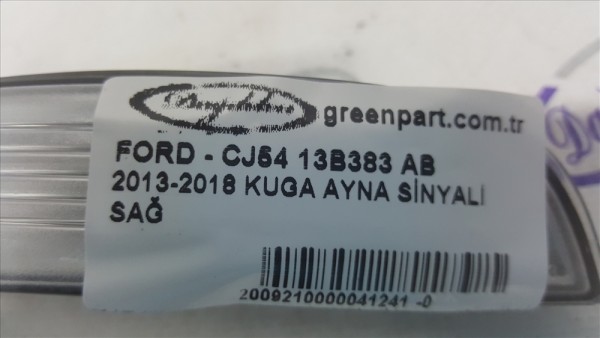 greenpart.com.tr
FORD - CJ54 13B383 AB
2013-2018 KUGA AYNA SİNYALİ
SAĞ
2009210000041241 -0